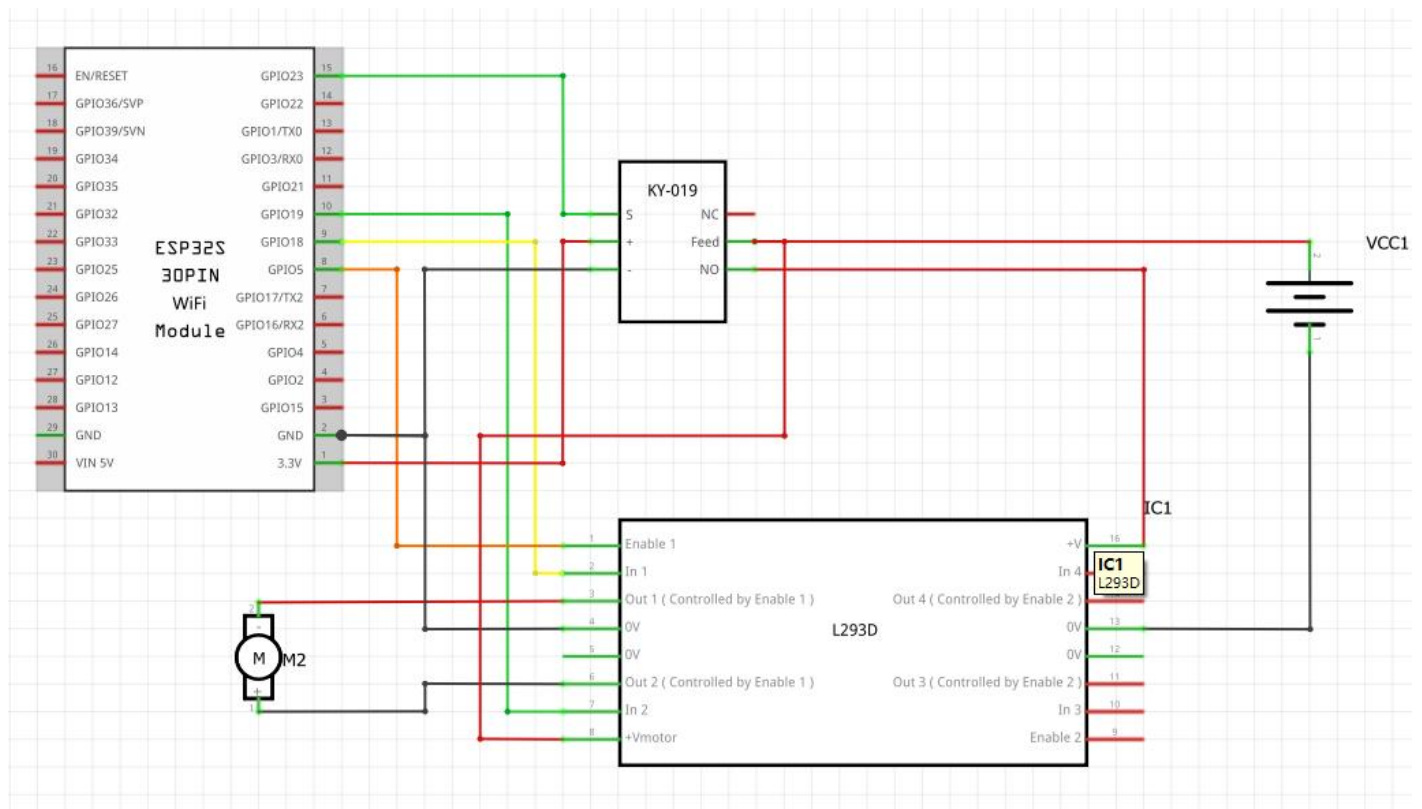 16 EN/RESET GPIO23 15
17 GPIO36/SVP GPIO22 14
18 GPIO39/SVN GPIO1/TX0 13
19 GPIO34 GPIO3/RX0 12
20 GPIO35 GPIO21 11
21 GPIO32 GPIO19 10
22 GPIO33 GPIO18 9
23 GPIO25 GPIO5 8
24 GPIO26 GPIO17/TX2 7
25 GPIO27 GPIO16/RX2 6
26 GPIO14 GPIO4 5
27 GPIO12 GPIO2 4
28 GPIO13 GPIO15 3
29 GND GND 2
30 VIN 5V 3.3V 1
ESP32S
30PIN
WiFi
Module
KY-019
S NC
+ Feed
- NO
VCC1
2
1
IC1
1 Enable 1 +V 16
2 In 1 In 4
IC1
L293D
3 Out 1 ( Controlled by Enable 1 ) Out 4 ( Controlled by Enable 2 )
4 0V 0V 13
L293D
5 0V 0V 12
6 Out 2 ( Controlled by Enable 1 ) Out 3 ( Controlled by Enable 2 ) 11
7 In 2 In 3 10
8 +Vmotor Enable 2 9
2
-
M M2
+
1